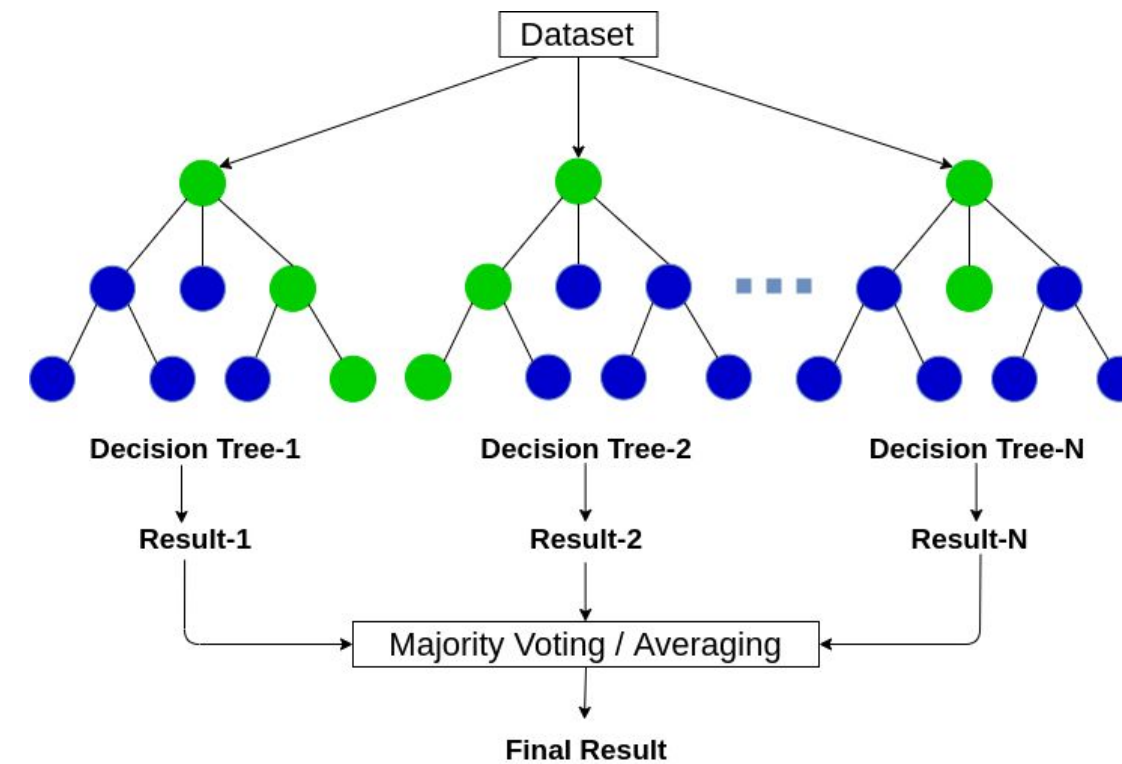 Dataset
Decision Tree-1
Decision Tree-2
Decision Tree-N
Result-1
Result-2
Result-N
Majority Voting / Averaging
Final Result